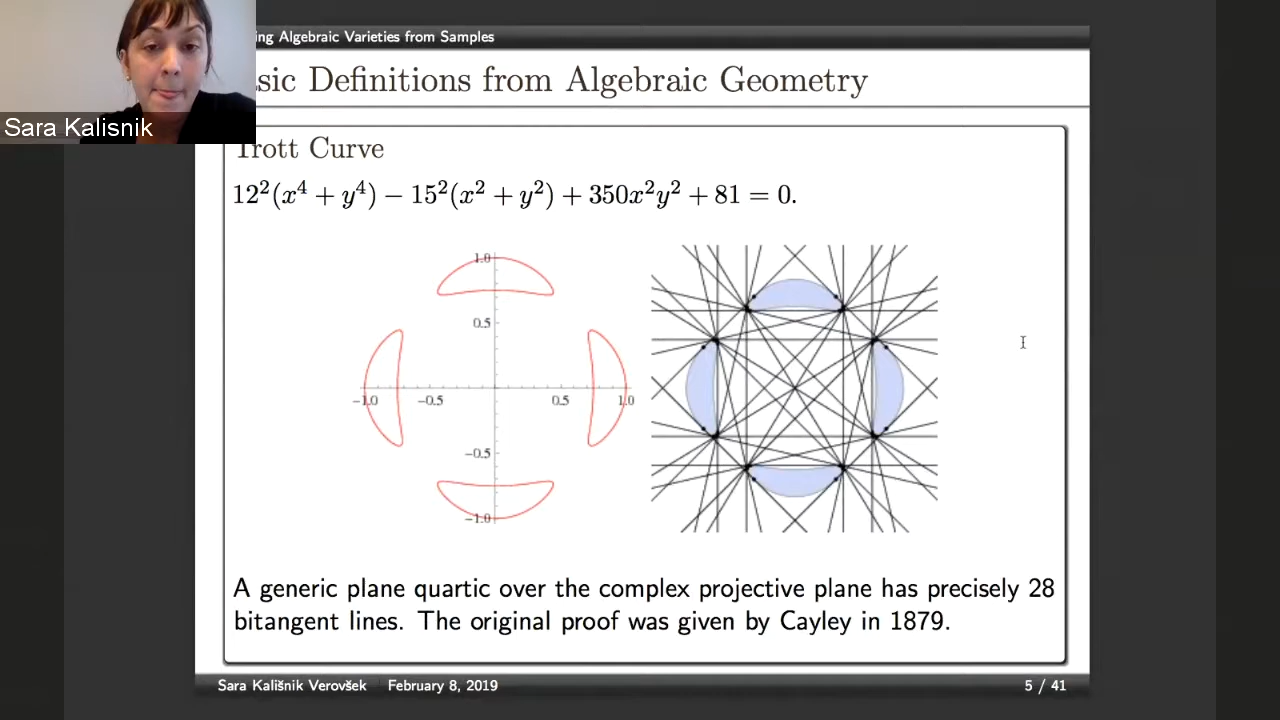 ing Algebraic Varieties from Samples
sic Definitions from Algebraic Geometry
Sara Kalisnik
Trott Curve
12²(x⁴ + y⁴) − 15²(x² + y²) + 350x²y² + 81 = 0.
1.0
0.5
−1.0 −0.5 0.5 1.0
−0.5
−1.0
A generic plane quartic over the complex projective plane has precisely 28
bitangent lines. The original proof was given by Cayley in 1879.
Sara Kališnik Verovšek February 8, 2019 5 / 41